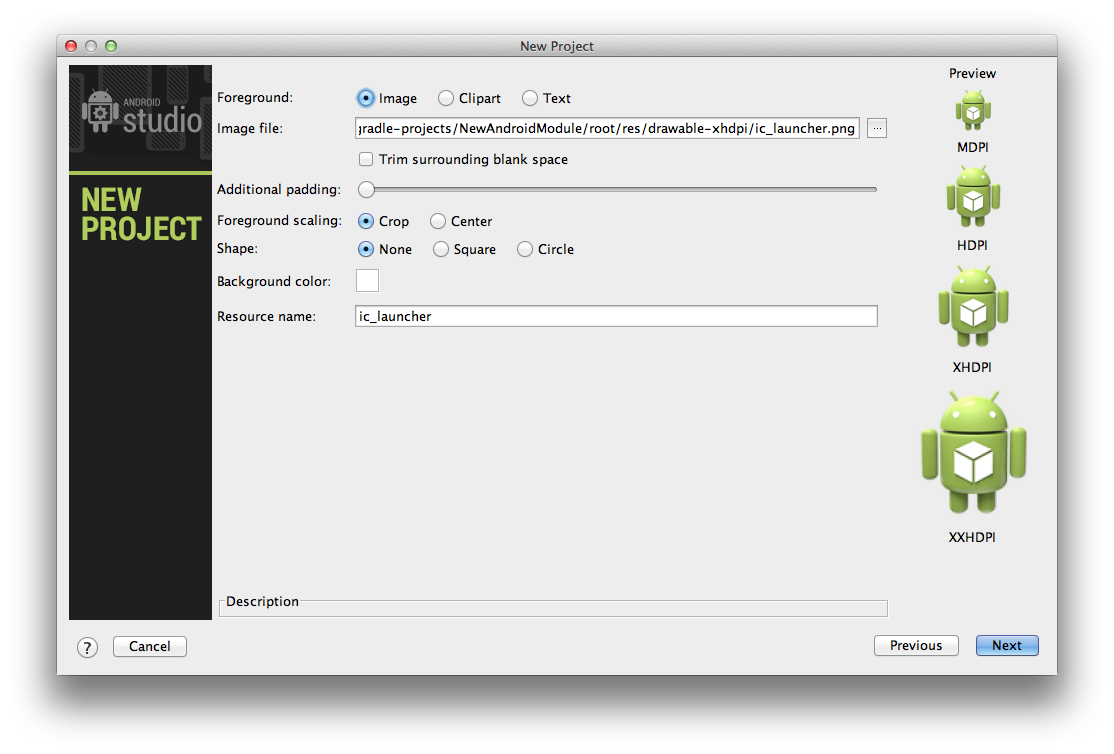 New Project
ANDROID
studio
NEW
PROJECT
Foreground: Image Clipart Text
Image file: gradle-projects/NewAndroidModule/root/res/drawable-xhdpi/ic_launcher.png ...
Trim surrounding blank space
Additional padding:
Foreground scaling: Crop Center
Shape: None Square Circle
Background color:
Resource name: ic_launcher
Preview
MDPI
HDPI
XHDPI
XXHDPI
Description
? Cancel Previous Next